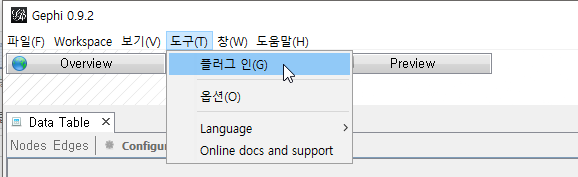 Gephi 0.9.2
파일(F) Workspace 보기(V) 도구(T) 창(W) 도움말(H)
Overview 플러그 인(G) Preview
옵션(O)
Data Table ×
Language >
Nodes Edges Configu
Online docs and support